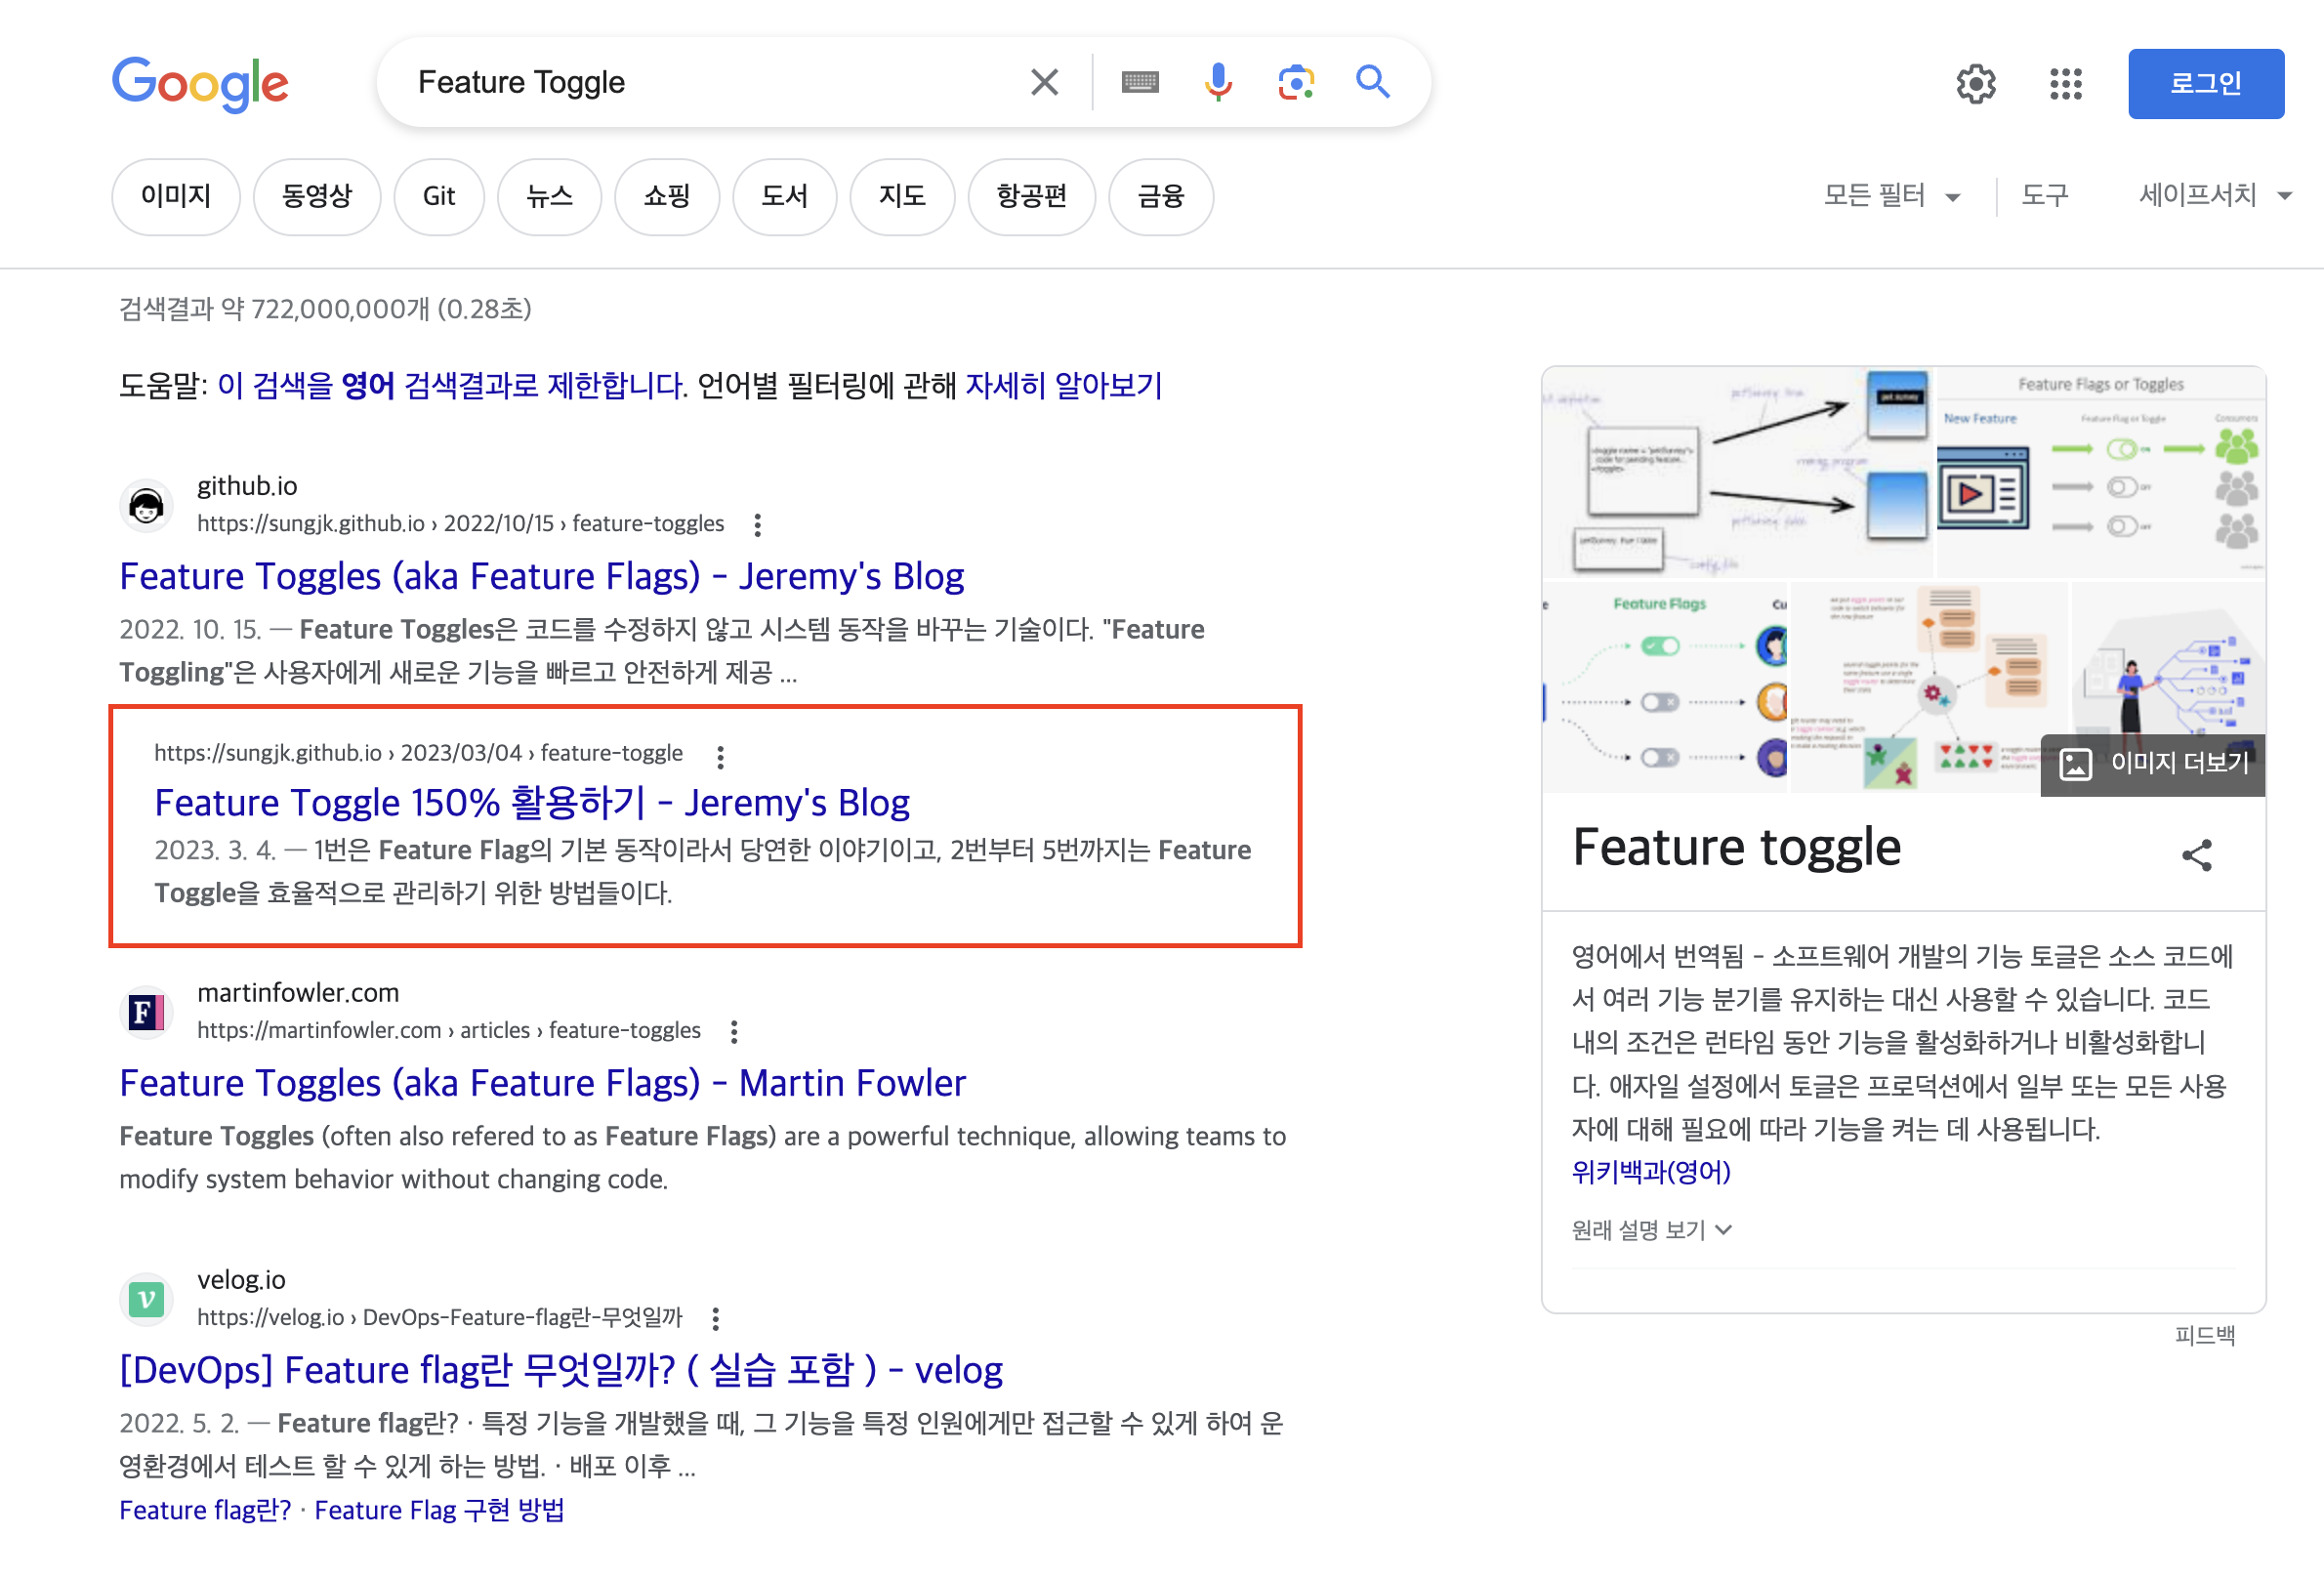 Google
Feature Toggle
로그인
이미지
동영상
Git
뉴스
쇼핑
도서
지도
항공편
금융
모든 필터
도구
세이프서치
검색결과 약 722,000,000개 (0.28초)
도움말: 이 검색을 영어 검색결과로 제한합니다. 언어별 필터링에 관해 자세히 알아보기
github.io
https://sungjk.github.io › 2022/10/15 › feature-toggles
Feature Toggles (aka Feature Flags) - Jeremy's Blog
2022. 10. 15. — Feature Toggles은 코드를 수정하지 않고 시스템 동작을 바꾸는 기술이다. "Feature
Toggling"은 사용자에게 새로운 기능을 빠르고 안전하게 제공 ...
https://sungjk.github.io › 2023/03/04 › feature-toggle
Feature Toggle 150% 활용하기 - Jeremy's Blog
2023. 3. 4. — 1번은 Feature Flag의 기본 동작이라서 당연한 이야기이고, 2번부터 5번까지는 Feature
Toggle을 효율적으로 관리하기 위한 방법들이다.
martinfowler.com
https://martinfowler.com › articles › feature-toggles
Feature Toggles (aka Feature Flags) - Martin Fowler
Feature Toggles (often also refered to as Feature Flags) are a powerful technique, allowing teams to
modify system behavior without changing code.
velog.io
https://velog.io › DevOps-Feature-flag란-무엇일까
[DevOps] Feature flag란 무엇일까? ( 실습 포함 ) - velog
2022. 5. 2. — Feature flag란? · 특정 기능을 개발했을 때, 그 기능을 특정 인원에게만 접근할 수 있게 하여 운
영환경에서 테스트 할 수 있게 하는 방법. · 배포 이후 ...
Feature flag란? · Feature Flag 구현 방법
Feature Flags or Toggles
New Feature
Feature Flag or Toggle
Consumers
Feature Flags
이미지 더보기
Feature toggle
영어에서 번역됨 - 소프트웨어 개발의 기능 토글은 소스 코드에
서 여러 기능 분기를 유지하는 대신 사용할 수 있습니다. 코드
내의 조건은 런타임 동안 기능을 활성화하거나 비활성화합니
다. 애자일 설정에서 토글은 프로덕션에서 일부 또는 모든 사용
자에 대해 필요에 따라 기능을 켜는 데 사용됩니다.
위키백과(영어)
원래 설명 보기
피드백